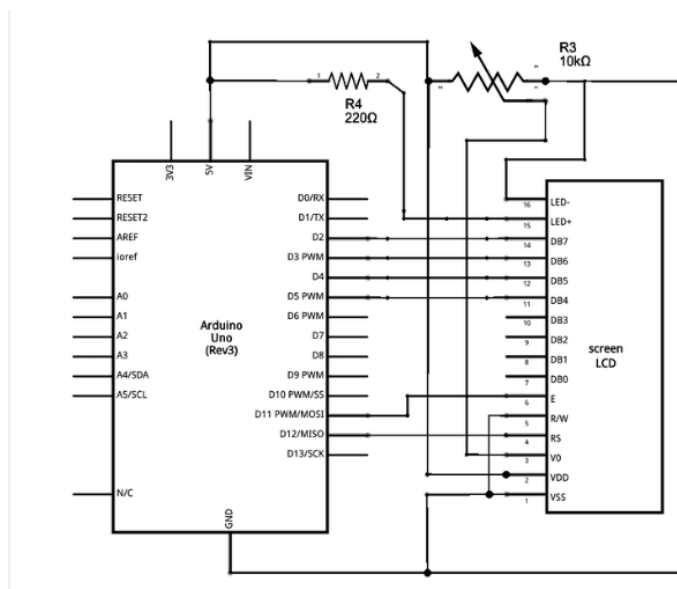 R3
10kΩ
1
2
R4
220Ω
3V3
5V
VIN
RESET
RESET2
AREF
ioref
A0
A1
A2
A3
A4/SDA
A5/SCL
N/C
Arduino
Uno
(Rev3)
D0/RX
D1/TX
D2
D3 PWM
D4
D5 PWM
D6 PWM
D7
D8
D9 PWM
D10 PWM/SS
D11 PWM/MOSI
D12/MISO
D13/SCK
GND
16 LED-
15 LED+
14 DB7
13 DB6
12 DB5
11 DB4
10 DB3
9 DB2
8 DB1
7 DB0
6 E
5 R/W
4 RS
3 V0
2 VDD
1 VSS
screen
LCD